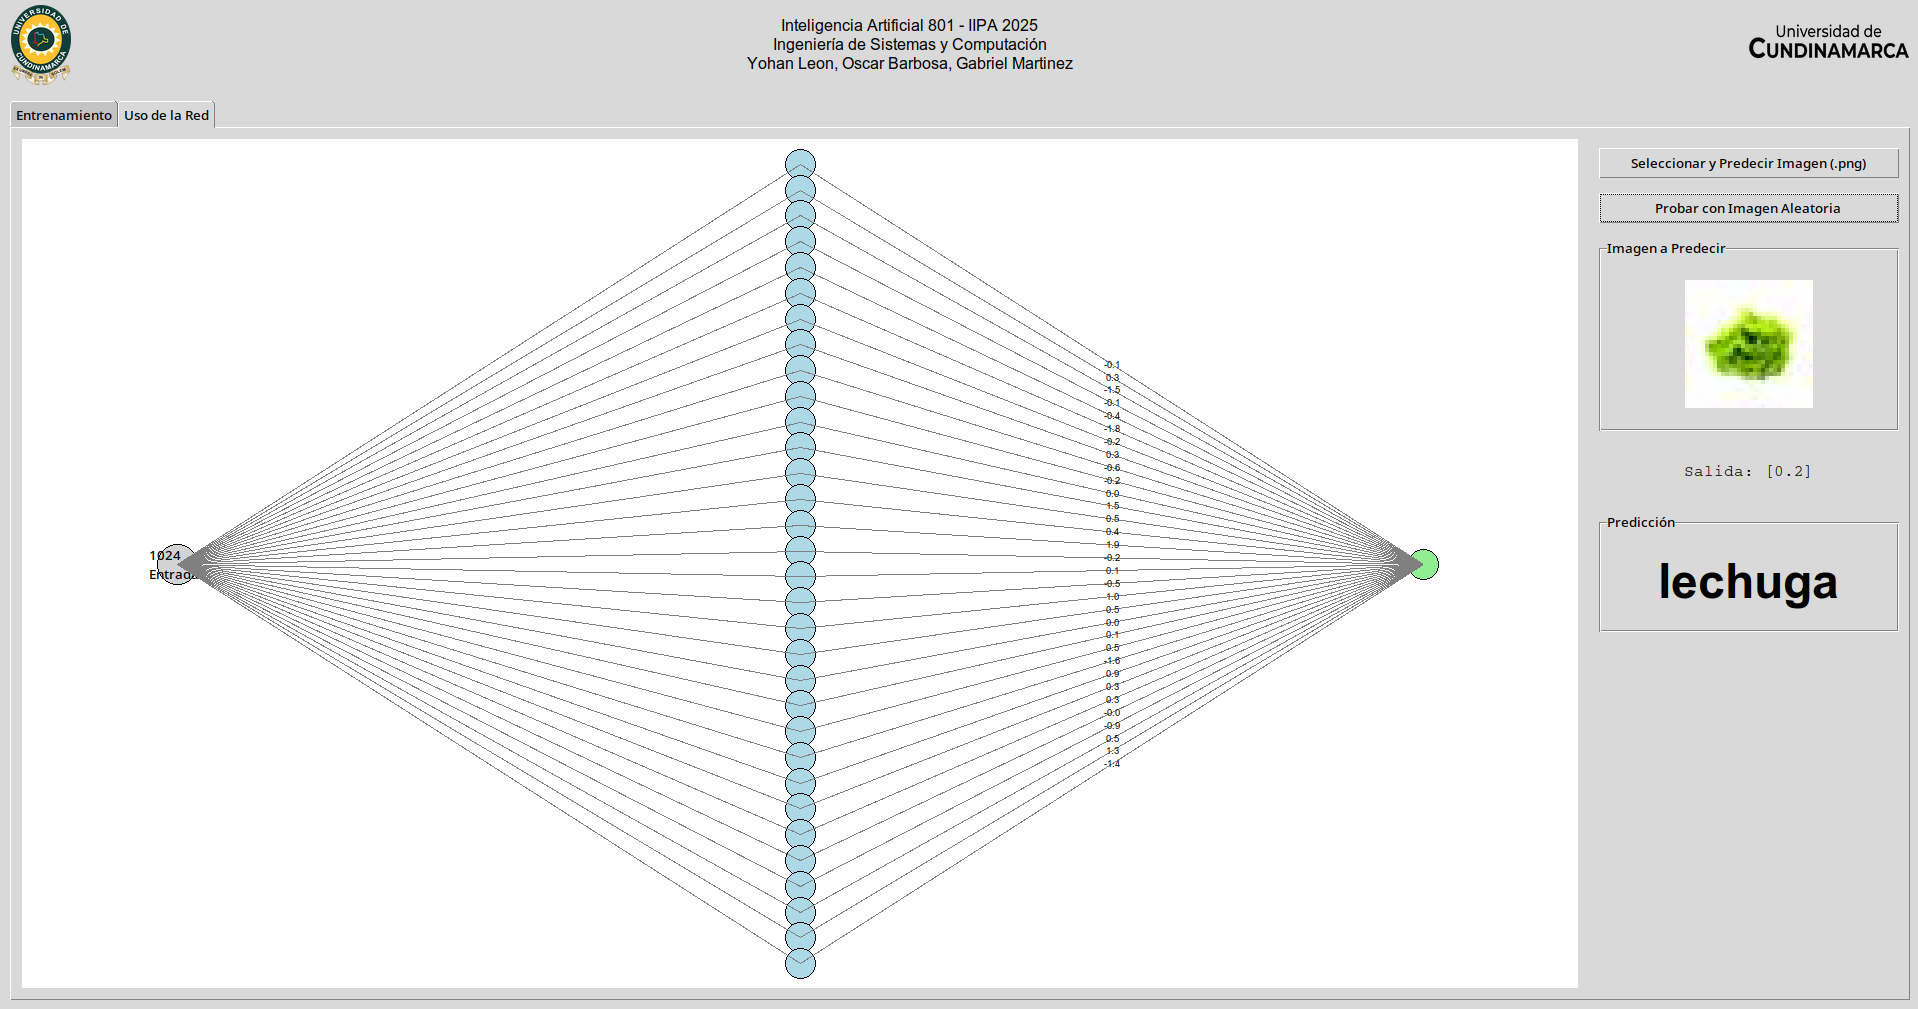 UNIVERSIDAD DE
CUNDINAMARCA
Inteligencia Artificial 801 - IIPA 2025
Ingeniería de Sistemas y Computación
Yohan Leon, Oscar Barbosa, Gabriel Martinez
Universidad de
CUNDINAMARCA
Entrenamiento
Uso de la Red
Seleccionar y Predecir Imagen (.png)
Probar con Imagen Aleatoria
Imagen a Predecir
Salida: [0.2]
Predicción
lechuga
1024
Entrada
-0.1
0.3
-1.5
-0.1
-0.4
-1.8
-0.2
0.3
-0.6
-0.2
0.0
1.5
0.5
0.4
1.9
-0.2
0.1
-0.5
1.0
0.5
0.0
0.1
0.5
-1.6
0.9
0.3
0.3
-0.0
-0.9
0.5
1.3
-1.4